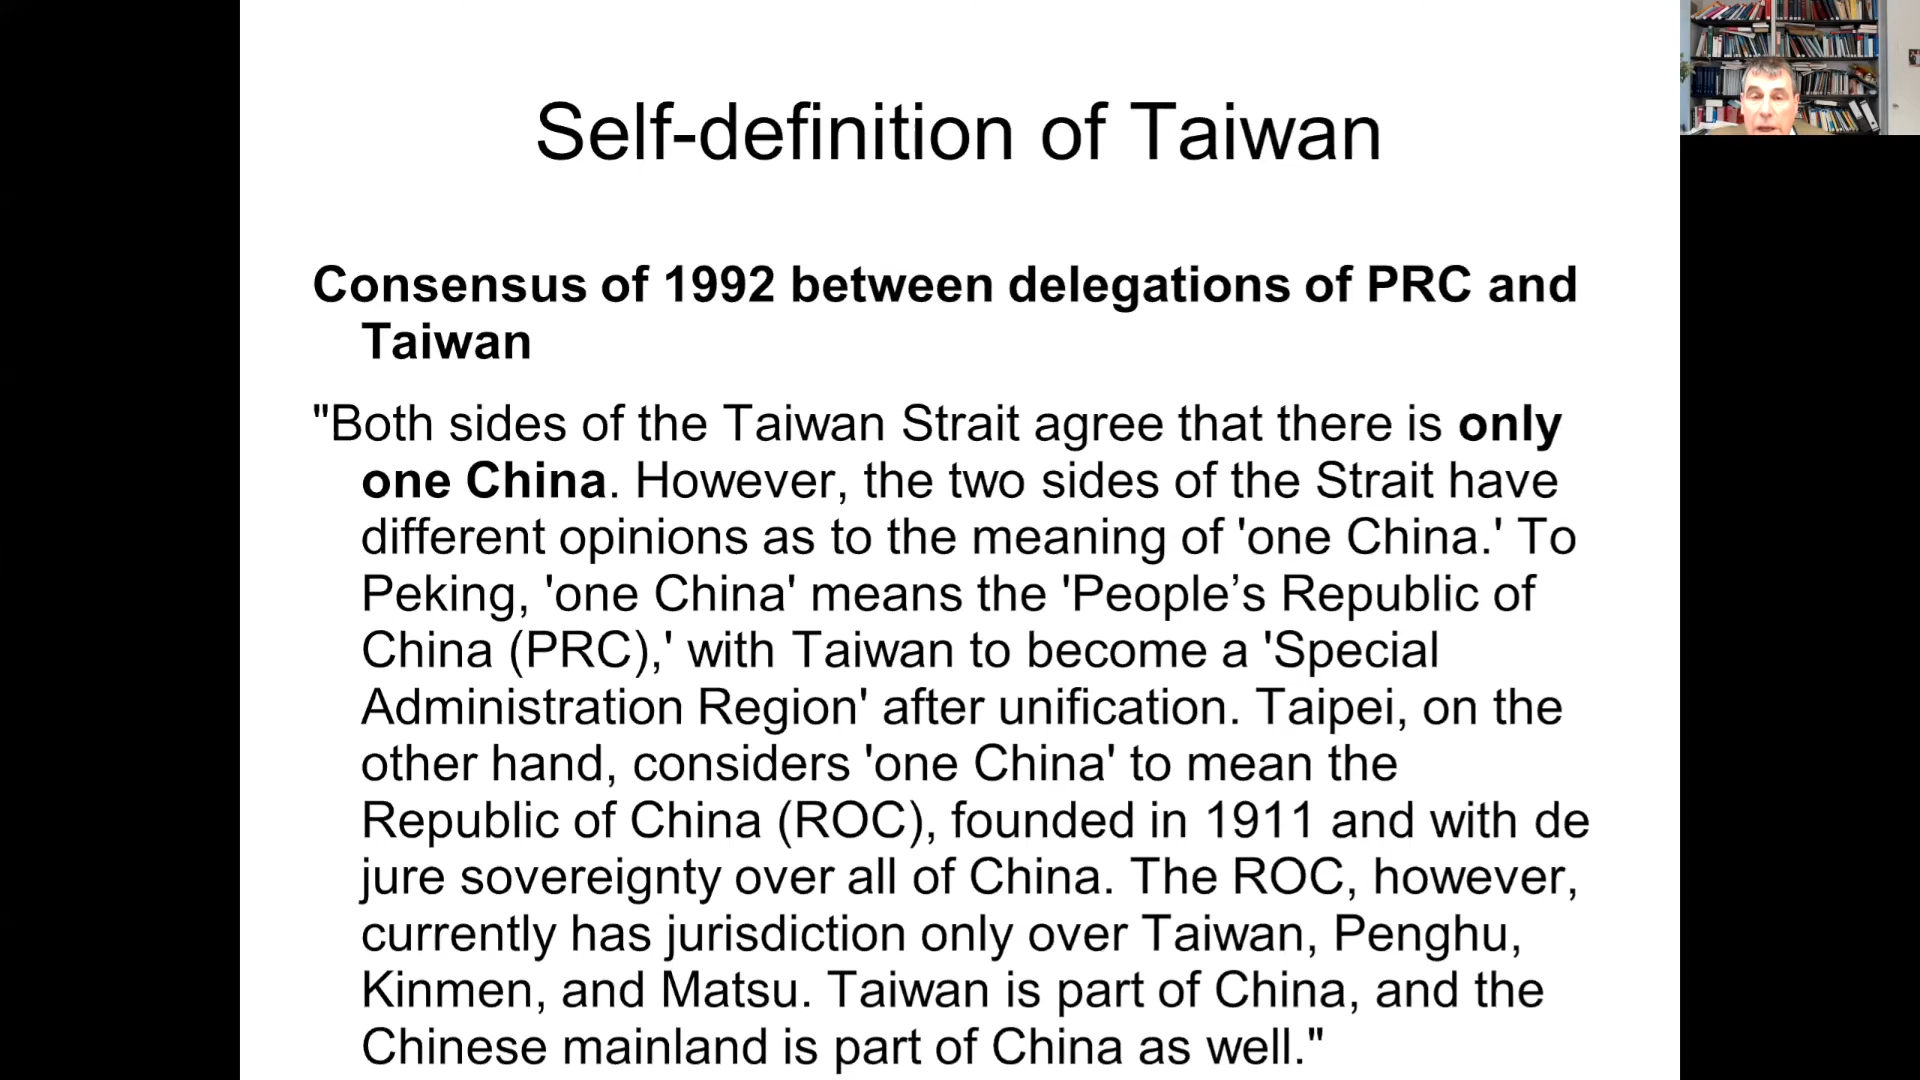 Self-definition of Taiwan
Consensus of 1992 between delegations of PRC and
Taiwan
"Both sides of the Taiwan Strait agree that there is only
one China. However, the two sides of the Strait have
different opinions as to the meaning of 'one China.' To
Peking, 'one China' means the 'People’s Republic of
China (PRC),' with Taiwan to become a 'Special
Administration Region' after unification. Taipei, on the
other hand, considers 'one China' to mean the
Republic of China (ROC), founded in 1911 and with de
jure sovereignty over all of China. The ROC, however,
currently has jurisdiction only over Taiwan, Penghu,
Kinmen, and Matsu. Taiwan is part of China, and the
Chinese mainland is part of China as well."